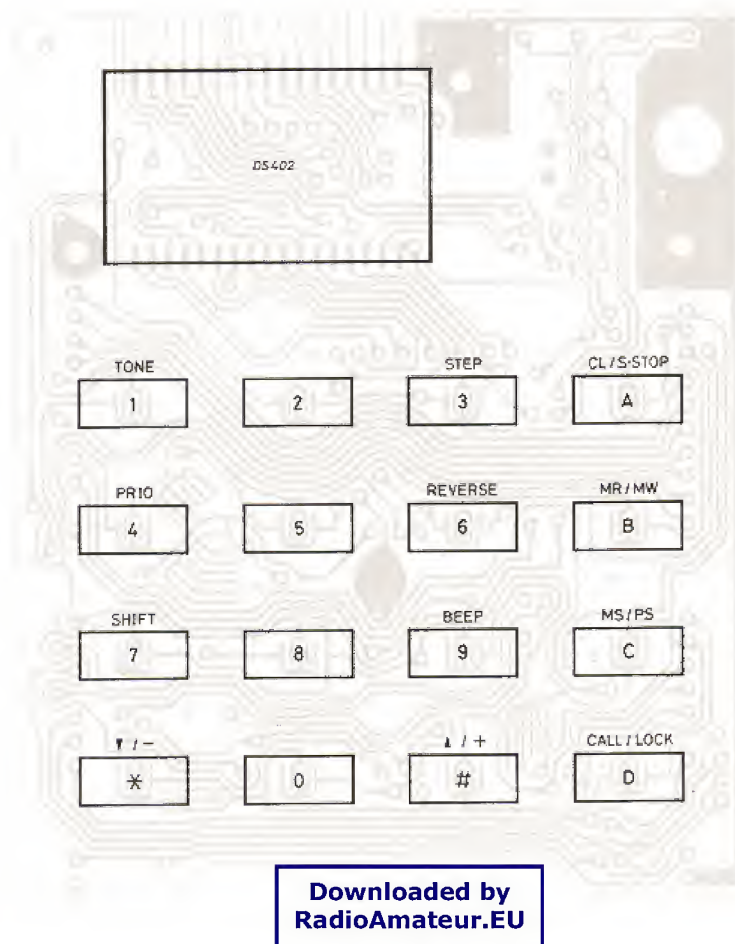 DS402
TONE STEP CL/S·STOP
1 2 3 A
PRIO REVERSE MR/MW
4 5 6 B
SHIFT BEEP MS/PS
7 8 9 C
▼/− ▲/+ CALL/LOCK
* 0 # D
Downloaded by
RadioAmateur.EU